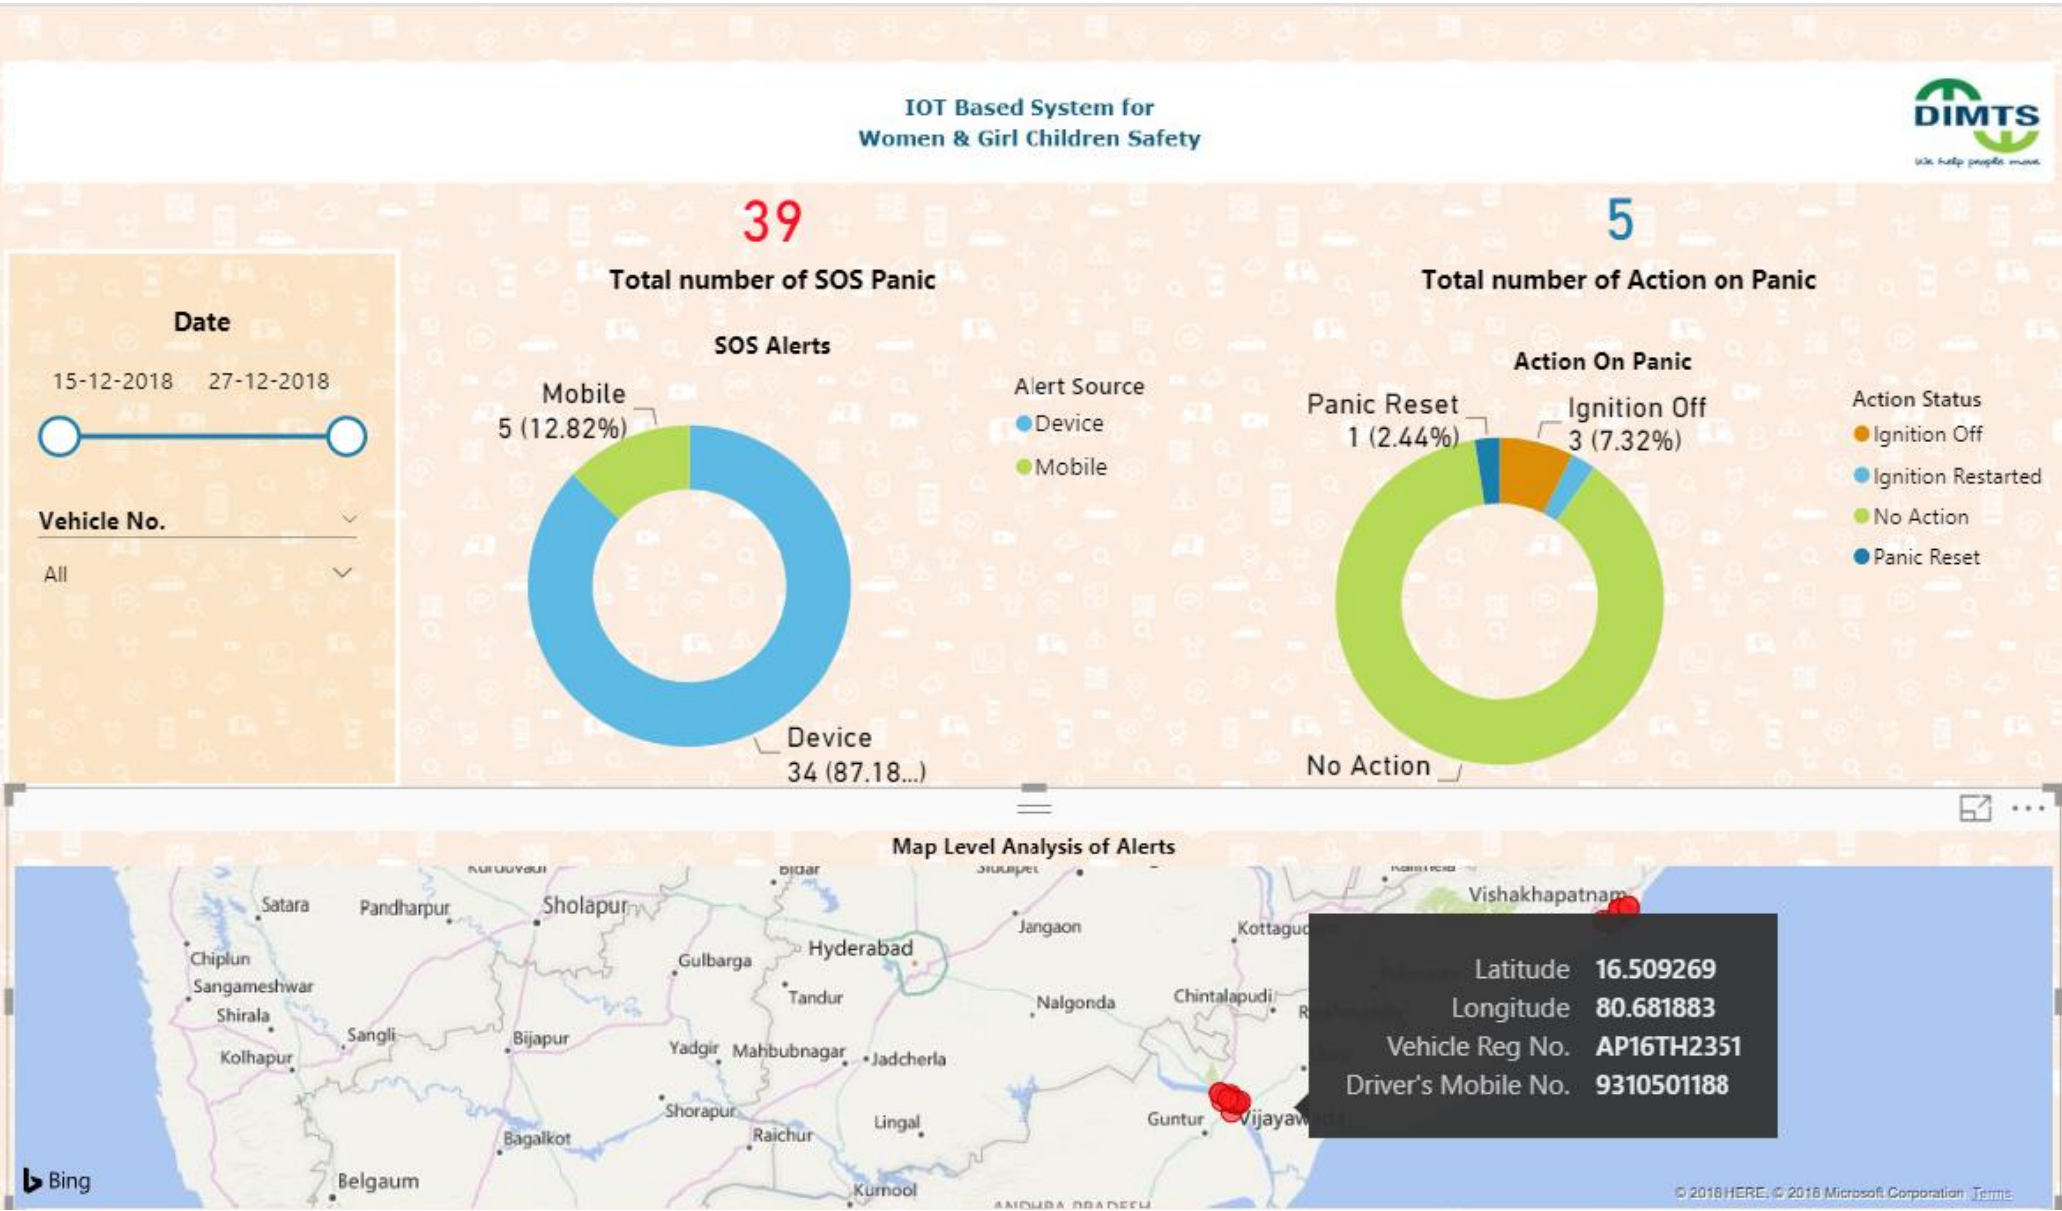 IOT Based System for
Women & Girl Children Safety
DIMTS
We help people move
39
Total number of SOS Panic
5
Total number of Action on Panic
Date
15-12-2018 27-12-2018
Vehicle No.
All
SOS Alerts
Mobile
5 (12.82%)
Device
34 (87.18...)
Alert Source
Device
Mobile
Action On Panic
Panic Reset
1 (2.44%)
Ignition Off
3 (7.32%)
No Action
Action Status
Ignition Off
Ignition Restarted
No Action
Panic Reset
Map Level Analysis of Alerts
Kuruuvadi
Bidar
Siddipet
Vishakhapatnam
Satara
Pandharpur
Sholapur
Jangaon
Kottagud
Chiplun
Hyderabad
Gulbarga
Sangameshwar
Tandur
Nalgonda
Chintalapudi
Shirala
Sangli
Bijapur
Kolhapur
Yadgir
Mahbubnagar
Jadcherla
Shorapur
Lingal
Guntur
Vijayaw
Bagalkot
Raichur
Belgaum
Kurnool
ANDHRA PRADESH
Latitude 16.509269
Longitude 80.681883
Vehicle Reg No. AP16TH2351
Driver's Mobile No. 9310501188
Bing
© 2018 HERE, © 2018 Microsoft Corporation Terms